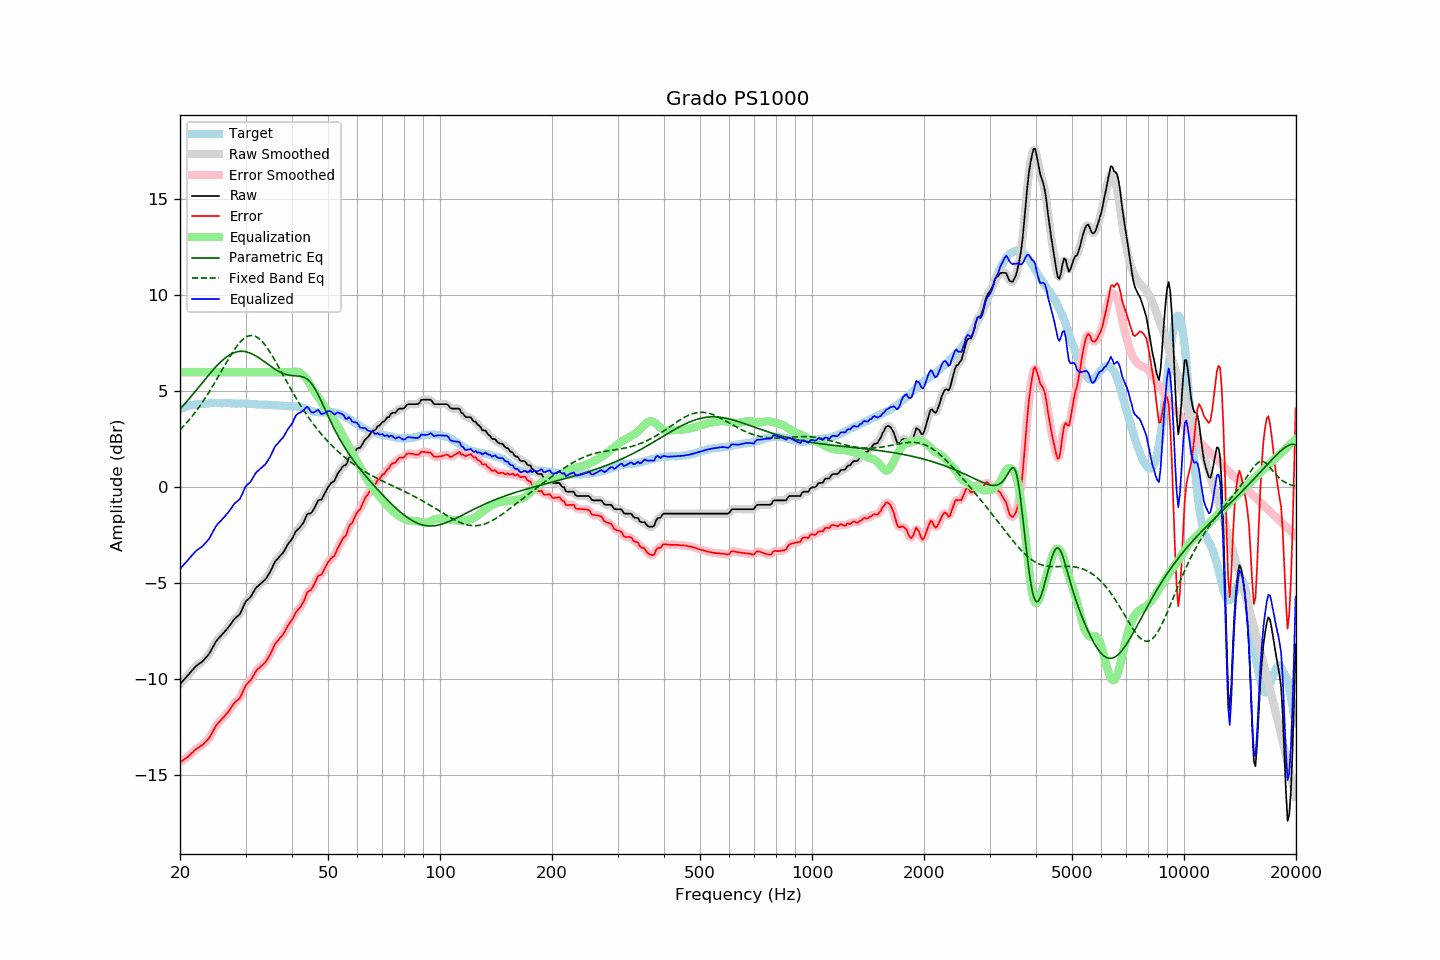 Grado PS1000
Target
Raw Smoothed
Error Smoothed
Raw
Error
Equalization
Parametric Eq
Fixed Band Eq
Equalized
Amplitude (dBr)
15
10
5
0
−5
−10
−15
20 50 100 200 500 1000 2000 5000 10000 20000
Frequency (Hz)